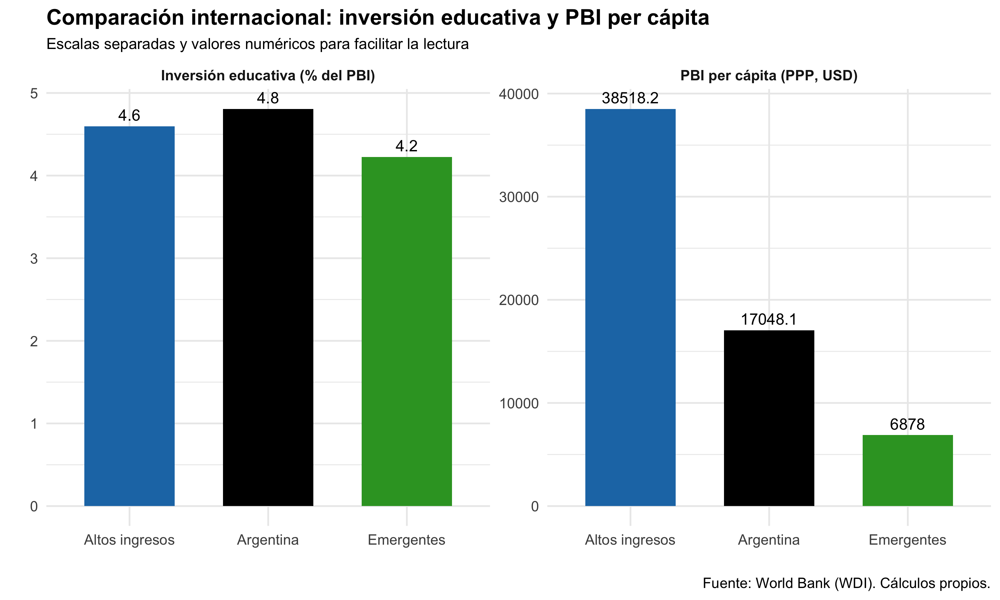 Comparación internacional: inversión educativa y PBI per cápita
Escalas separadas y valores numéricos para facilitar la lectura
Inversión educativa (% del PBI)
5
4
3
2
1
0
4.6
4.8
4.2
Altos ingresos
Argentina
Emergentes
PBI per cápita (PPP, USD)
40000
30000
20000
10000
0
38518.2
17048.1
6878
Altos ingresos
Argentina
Emergentes
Fuente: World Bank (WDI). Cálculos propios.